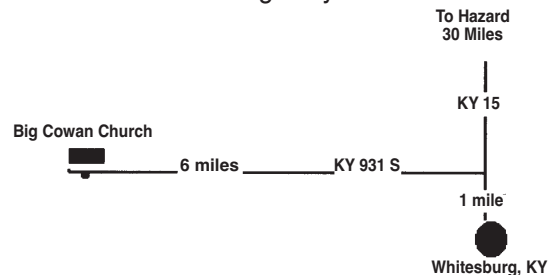 To Hazard
30 Miles
KY 15
Big Cowan Church
6 miles
KY 931 S
1 mile
Whitesburg, KY